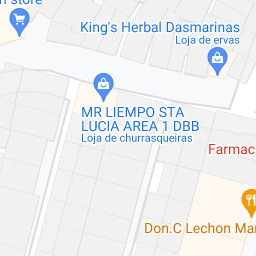 n store
King's Herbal Dasmarinas
Loja de ervas
MR LIEMPO STA
LUCIA AREA 1 DBB
Loja de churrasqueiras
Farmac
Don.C Lechon Mar